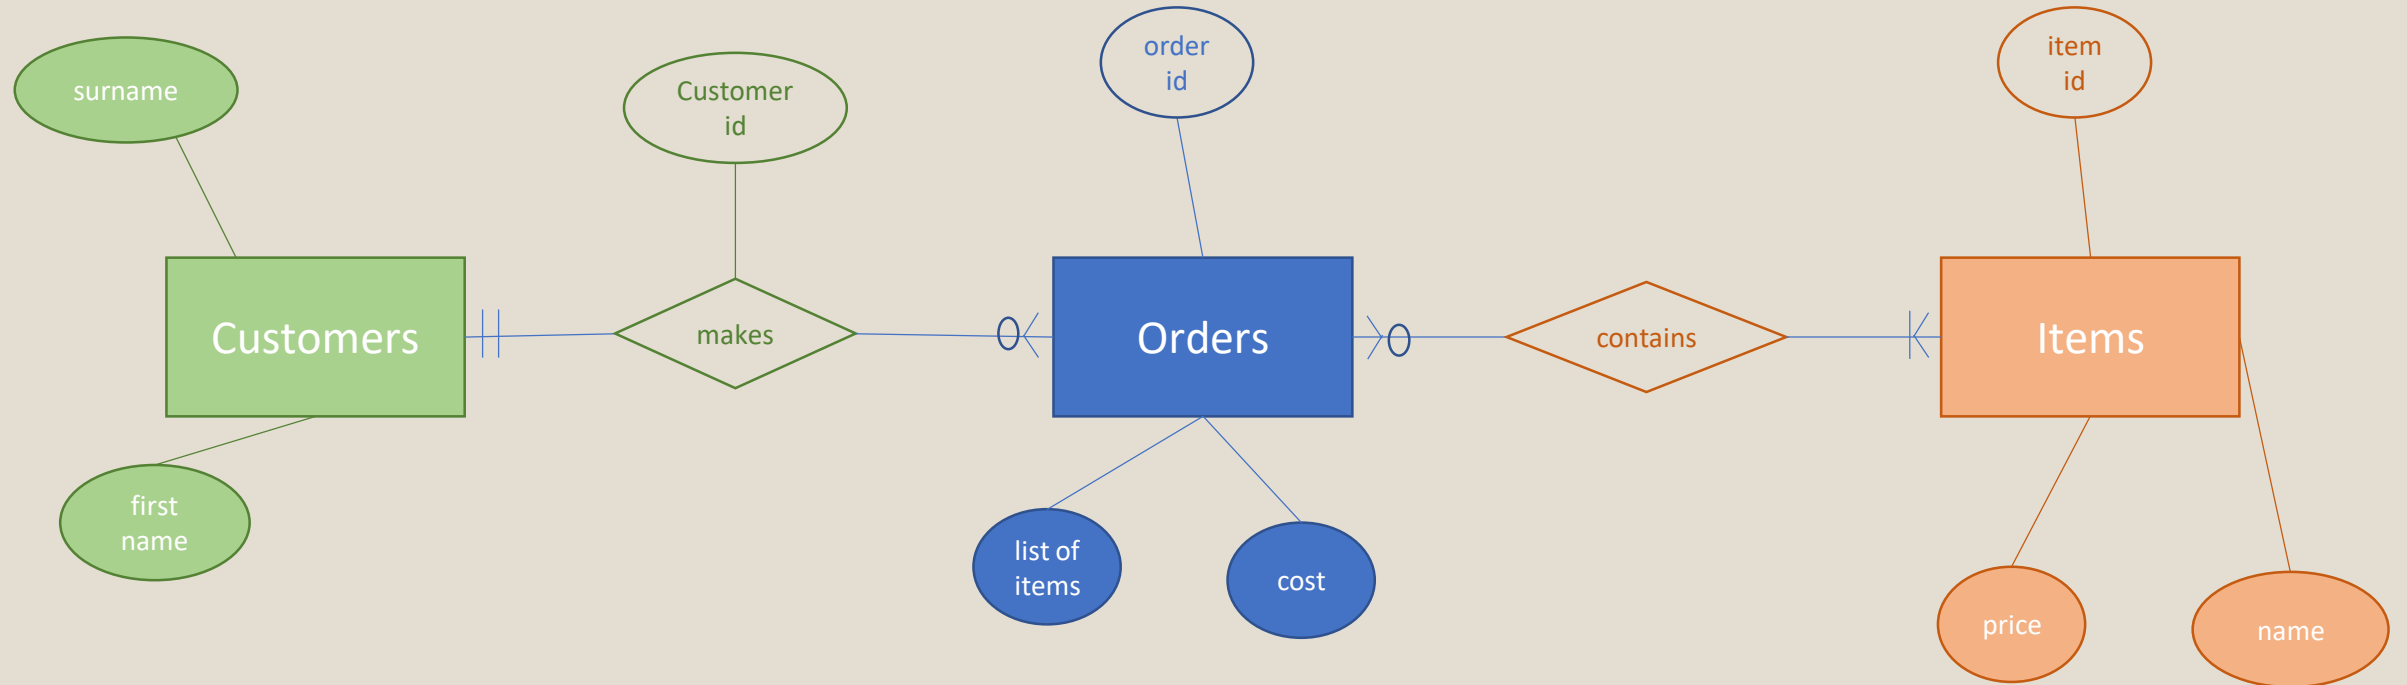 surname
Customer
id
order
id
item
id
Customers
makes
Orders
contains
Items
first
name
list of
items
cost
price
name